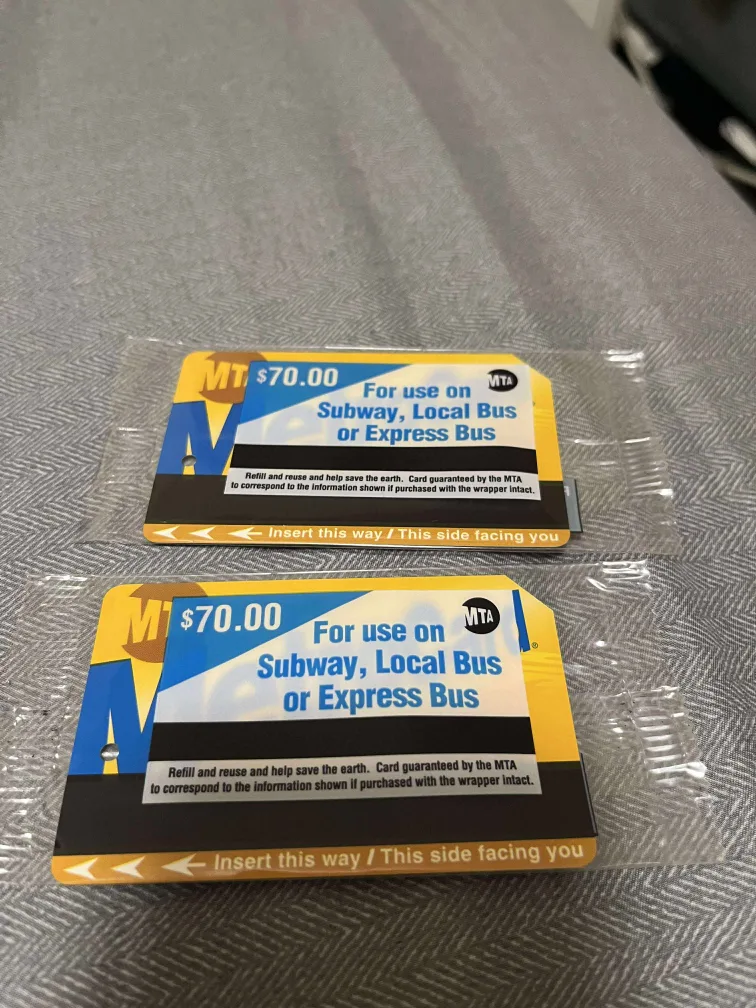 MTA
$70.00
For use on
Subway, Local Bus
or Express Bus
MTA
Refill and reuse and help save the earth. Card guaranteed by the MTA
to correspond to the information shown if purchased with the wrapper intact.
Insert this way / This side facing you
MTA
$70.00
For use on
Subway, Local Bus
or Express Bus
MTA
®
Refill and reuse and help save the earth. Card guaranteed by the MTA
to correspond to the information shown if purchased with the wrapper intact.
Insert this way / This side facing you